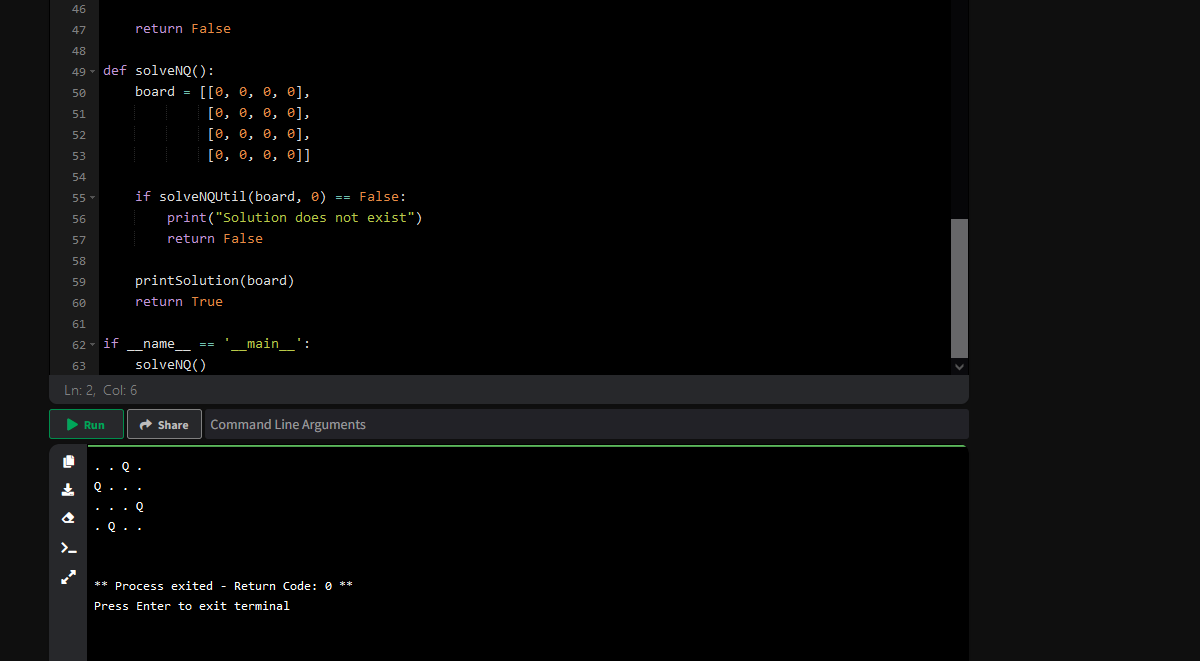 46
47 return False
48
49 def solveNQ():
50 board = [[0, 0, 0, 0],
51 [0, 0, 0, 0],
52 [0, 0, 0, 0],
53 [0, 0, 0, 0]]
54
55 if solveNQUtil(board, 0) == False:
56 print("Solution does not exist")
57 return False
58
59 printSolution(board)
60 return True
61
62 if __name__ == '__main__':
63 solveNQ()
Ln: 2, Col: 6
Run Share Command Line Arguments
. . Q .
Q . . .
. . . Q
. Q . .
** Process exited - Return Code: 0 **
Press Enter to exit terminal